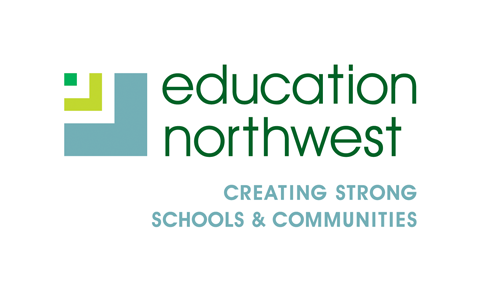 education
northwest
CREATING STRONG
SCHOOLS & COMMUNITIES